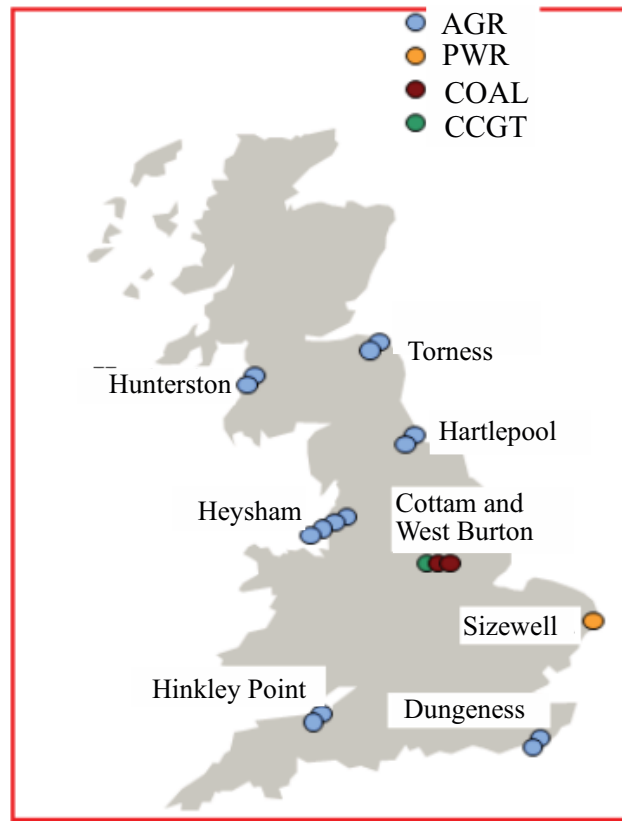 AGR
PWR
COAL
CCGT
Torness
Hunterston
Hartlepool
Heysham
Cottam and
West Burton
Sizewell
Hinkley Point
Dungeness